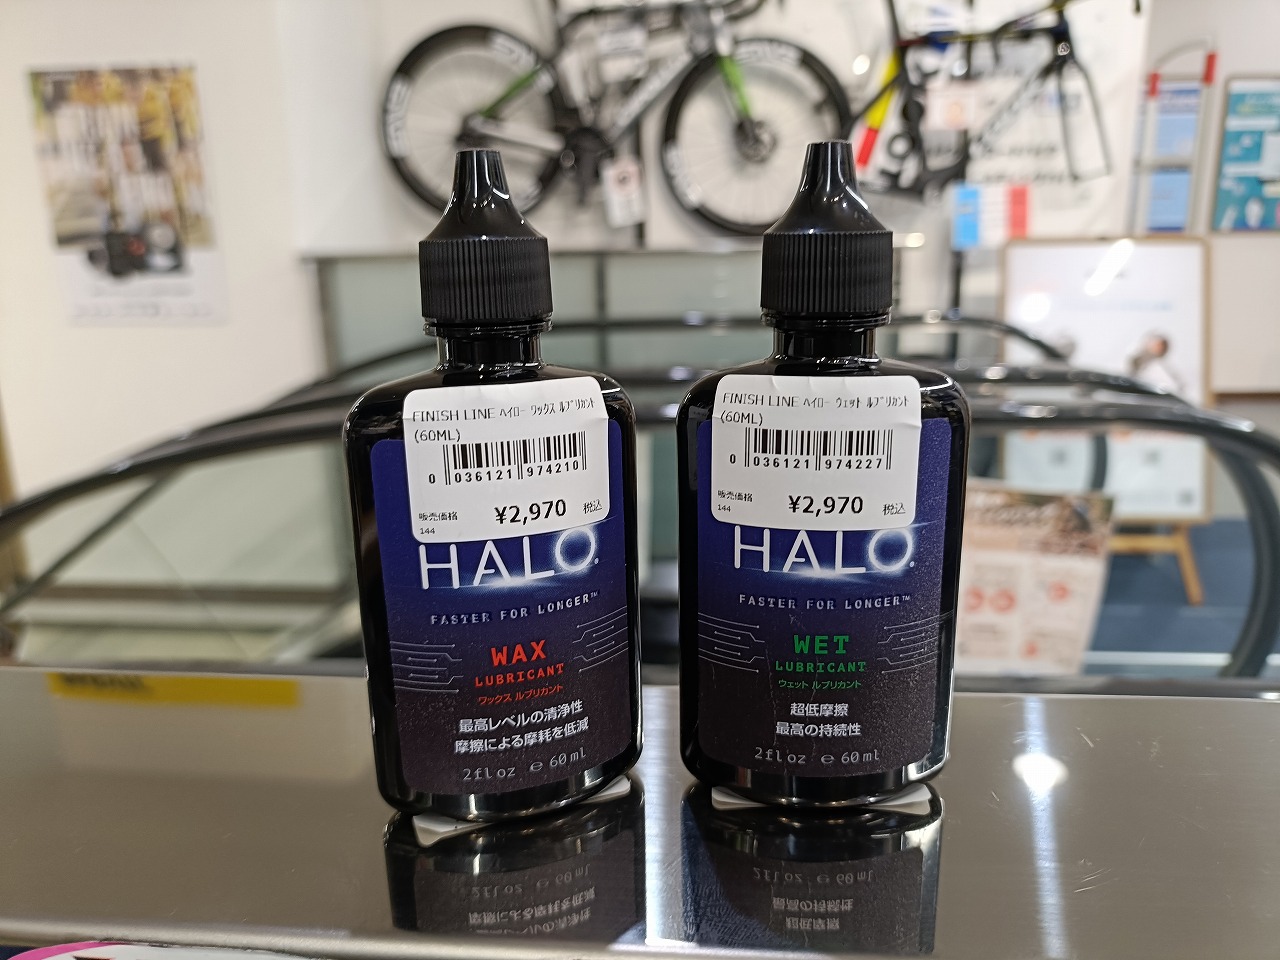 FINISH LINE ﾍｲﾛｰ ﾜｯｸｽ ﾙﾌﾞﾘｶﾝﾄ
(60ML)
0 036121 974210
販売価格 ¥2,970 税込
144
HALO®
FASTER FOR LONGER™
WAX
LUBRICANT
ワックス ルブリカント
最高レベルの清浄性
摩擦による摩耗を低減
2fl oz ℮ 60ml
FINISH LINE ﾍｲﾛｰ ｳｪｯﾄ ﾙﾌﾞﾘｶﾝﾄ
(60ML)
0 036121 974227
販売価格 ¥2,970 税込
144
HALO®
FASTER FOR LONGER™
WET
LUBRICANT
ウェット ルブリカント
超低摩擦
最高の持続性
2fl oz ℮ 60ml